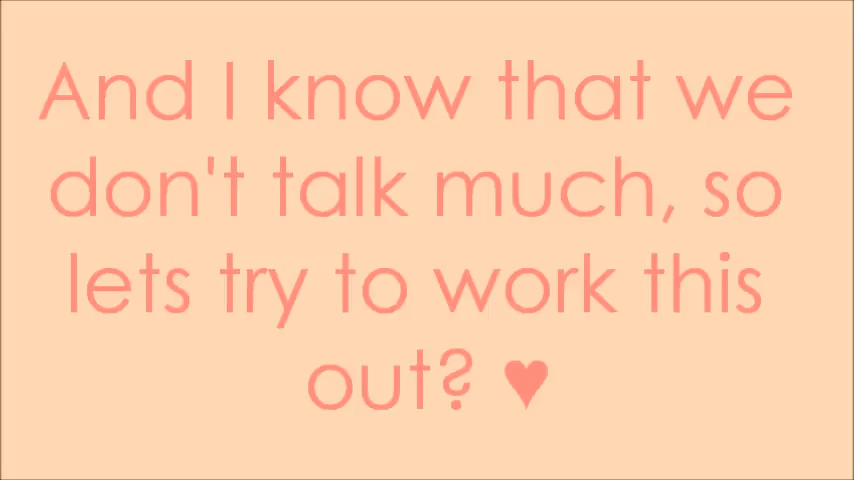 And I know that we
don't talk much, so
lets try to work this
out? ♥